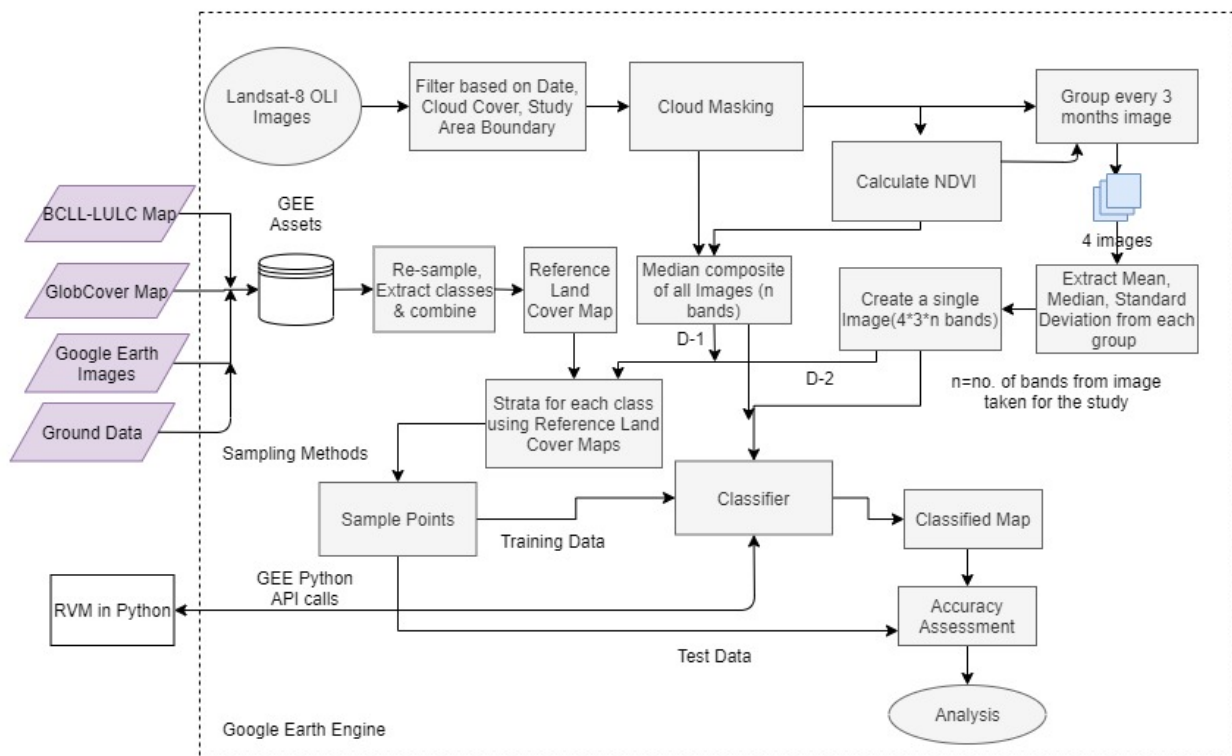 Landsat-8 OLI
Images
Filter based on Date,
Cloud Cover, Study
Area Boundary
Cloud Masking
Group every 3
months image
Calculate NDVI
4 images
BCLL-LULC Map
GlobCover Map
Google Earth
Images
Ground Data
GEE
Assets
Re-sample,
Extract classes
& combine
Reference
Land
Cover Map
Median composite
of all Images (n
bands)
Create a single
Image(4*3*n bands)
Extract Mean,
Median, Standard
Deviation from each
group
D-1
D-2
n=no. of bands from image
taken for the study
Strata for each class
using Reference Land
Cover Maps
Sampling Methods
Sample Points
Training Data
Classifier
Classified Map
RVM in Python
GEE Python
API calls
Accuracy
Assessment
Test Data
Analysis
Google Earth Engine